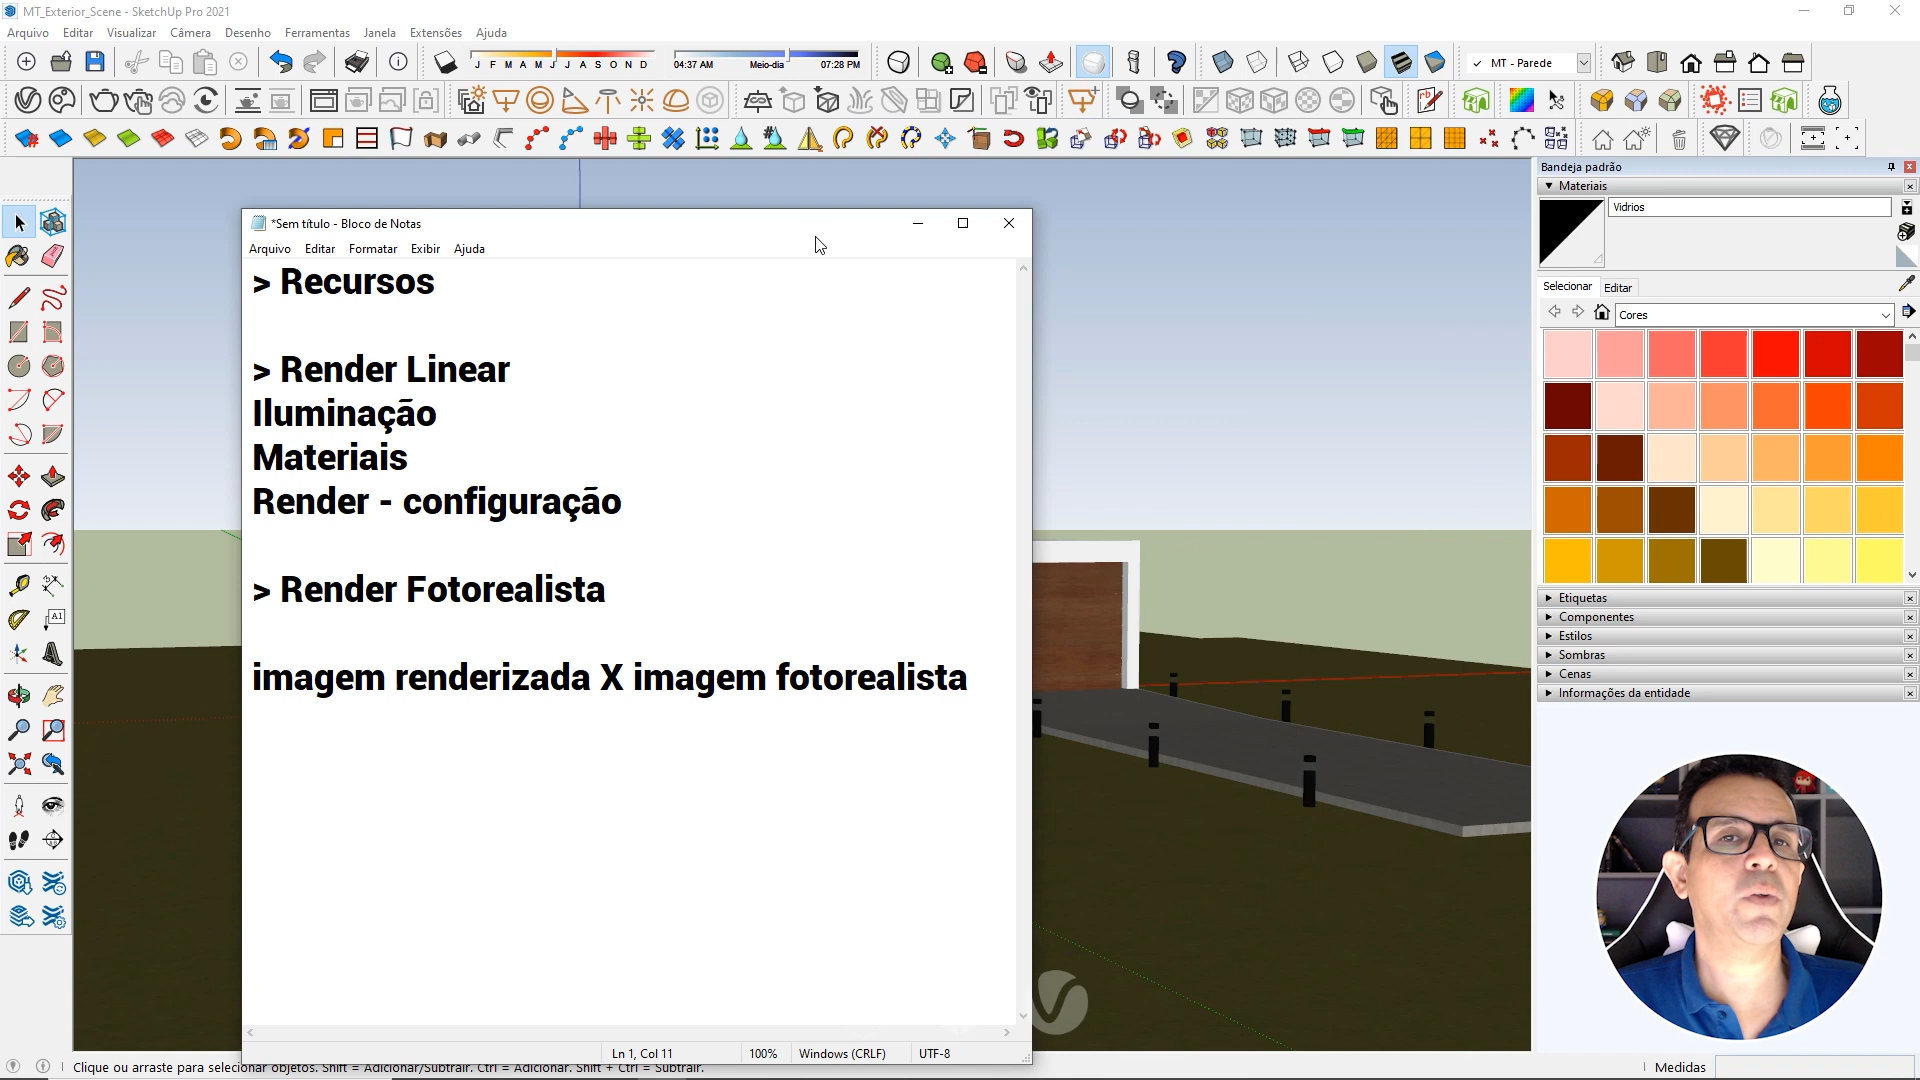 MT_Exterior_Scene - SketchUp Pro 2021
Arquivo Editar Visualizar Câmera Desenho Ferramentas Janela Extensões Ajuda
J F M A M J J A S O N D
04:37 AM Meio-dia 07:28 PM
✓ MT - Parede
Bandeja padrão
Materiais
Vidrios
Selecionar Editar
Cores
Etiquetas
Componentes
Estilos
Sombras
Cenas
Informações da entidade
*Sem título - Bloco de Notas
Arquivo Editar Formatar Exibir Ajuda
> Recursos
> Render Linear
Iluminação
Materiais
Render - configuração
> Render Fotorealista
imagem renderizada X imagem fotorealista
Ln 1, Col 11 100% Windows (CRLF) UTF-8
Clique ou arraste para selecionar objetos. Shift = Adicionar/Subtrair. Ctrl = Adicionar. Shift + Ctrl = Subtrair.
Medidas